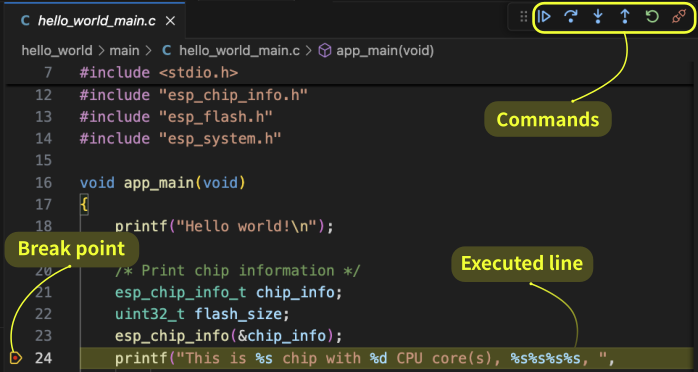 C hello_world_main.c ×
hello_world > main > C hello_world_main.c > app_main(void)
Commands
7 #include <stdio.h>
12 #include "esp_chip_info.h"
13 #include "esp_flash.h"
14 #include "esp_system.h"
15
16 void app_main(void)
17 {
18 printf("Hello world!\n");
Break point
20 /* Print chip information */
Executed line
21 esp_chip_info_t chip_info;
22 uint32_t flash_size;
23 esp_chip_info(&chip_info);
24 printf("This is %s chip with %d CPU core(s), %s%s%s%s, ",